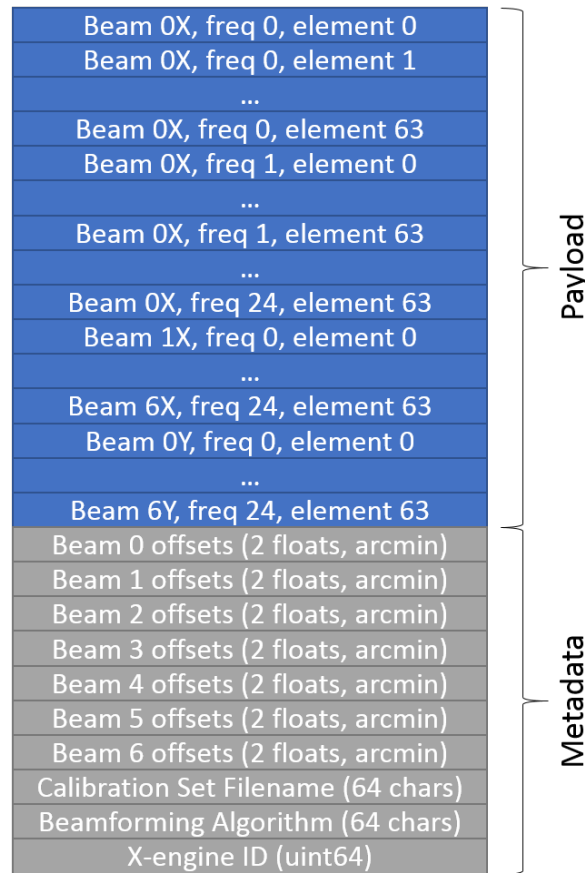 Beam 0X, freq 0, element 0
Beam 0X, freq 0, element 1
...
Beam 0X, freq 0, element 63
Beam 0X, freq 1, element 0
...
Beam 0X, freq 1, element 63
...
Beam 0X, freq 24, element 63
Beam 1X, freq 0, element 0
...
Beam 6X, freq 24, element 63
Beam 0Y, freq 0, element 0
...
Beam 6Y, freq 24, element 63
Payload
Beam 0 offsets (2 floats, arcmin)
Beam 1 offsets (2 floats, arcmin)
Beam 2 offsets (2 floats, arcmin)
Beam 3 offsets (2 floats, arcmin)
Beam 4 offsets (2 floats, arcmin)
Beam 5 offsets (2 floats, arcmin)
Beam 6 offsets (2 floats, arcmin)
Calibration Set Filename (64 chars)
Beamforming Algorithm (64 chars)
X-engine ID (uint64)
Metadata